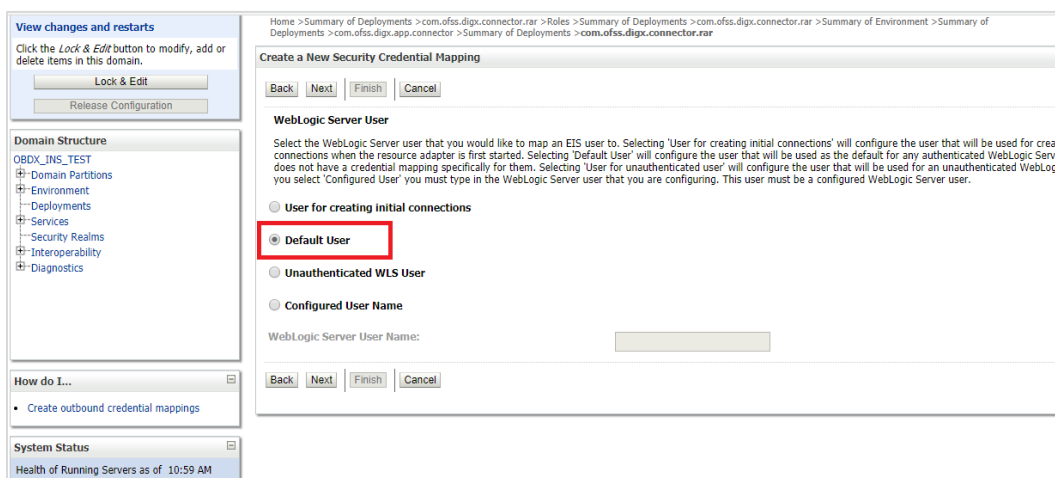 View changes and restarts
Click the Lock & Edit button to modify, add or
delete items in this domain.
Lock & Edit
Release Configuration
Domain Structure
OBDX_INS_TEST
Domain Partitions
Environment
Deployments
Services
Security Realms
Interoperability
Diagnostics
How do I...
Create outbound credential mappings
System Status
Health of Running Servers as of 10:59 AM
Home >Summary of Deployments >com.ofss.digx.connector.rar >Roles >Summary of Deployments >com.ofss.digx.connector.rar >Summary of Environment >Summary of
Deployments >com.ofss.digx.app.connector >Summary of Deployments >com.ofss.digx.connector.rar
Create a New Security Credential Mapping
Back Next Finish Cancel
WebLogic Server User
Select the WebLogic Server user that you would like to map an EIS user to. Selecting 'User for creating initial connections' will configure the user that will be used for crea
connections when the resource adapter is first started. Selecting 'Default User' will configure the user that will be used as the default for any authenticated WebLogic Serv
does not have a credential mapping specifically for them. Selecting 'User for unauthenticated user' will configure the user that will be used for an unauthenticated WebLog
you select 'Configured User' you must type in the WebLogic Server user that you are configuring. This user must be a configured WebLogic Server user.
User for creating initial connections
Default User
Unauthenticated WLS User
Configured User Name
WebLogic Server User Name:
Back Next Finish Cancel